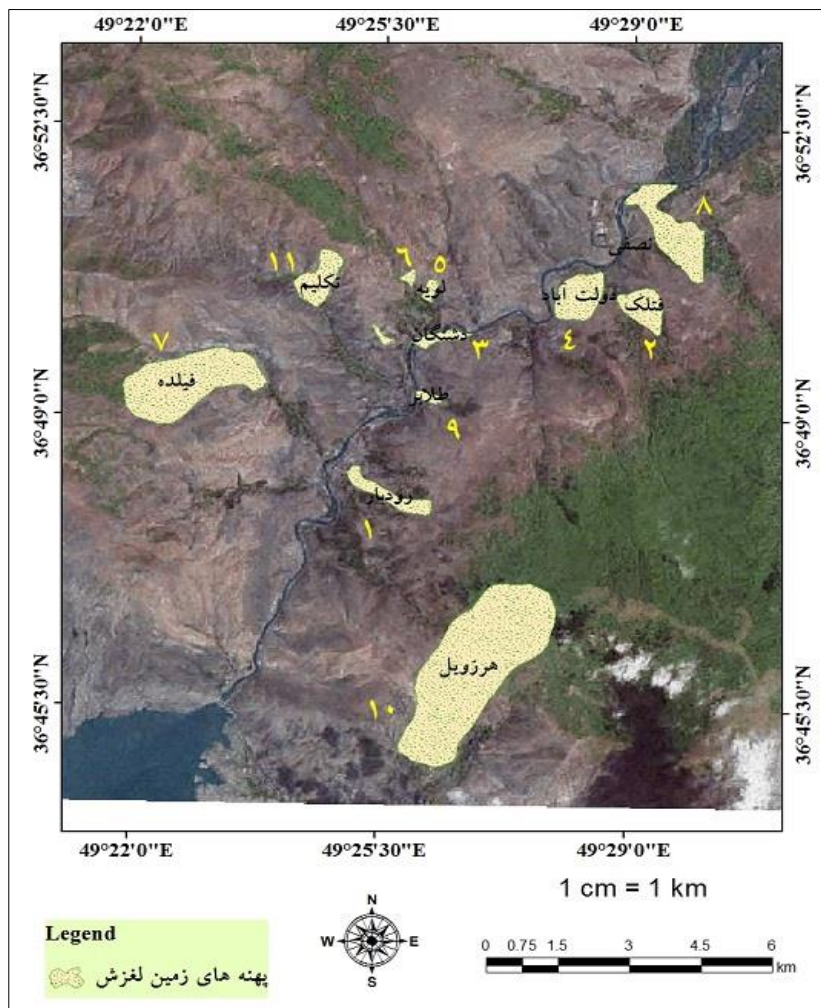 49°22'0"E 49°25'30"E 49°29'0"E
36°52'30"N 36°52'30"N
۸
نصفی
۱۱ تکلیم
۶ ۵
لویه
دولت آباد فتلک
۷ دشتگان ۳ ۴ ۲
فیلده
طلابر
36°49'0"N 36°49'0"N
۹
رودبار
۱
هرزویل
36°45'30"N ۱۰ 36°45'30"N
49°22'0"E 49°25'30"E 49°29'0"E
1 cm = 1 km
N
W E
S
Legend
پهنه های زمین لغزش
0 0.75 1.5 3 4.5 6
km